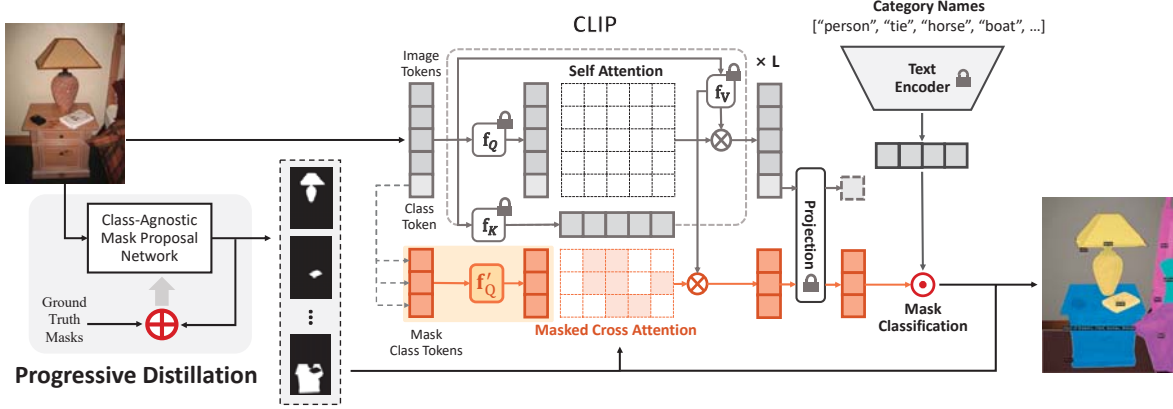 Category Names
["person", "tie", "horse", "boat", ...]
CLIP
Image
Tokens
Self Attention
× L
Text
Encoder
f_V
f_Q
Class
Token
f_K
Projection
Class-Agnostic
Mask Proposal
Network
Ground
Truth
Masks
...
Progressive Distillation
f'_Q
Mask
Class Tokens
Masked Cross Attention
Mask
Classification